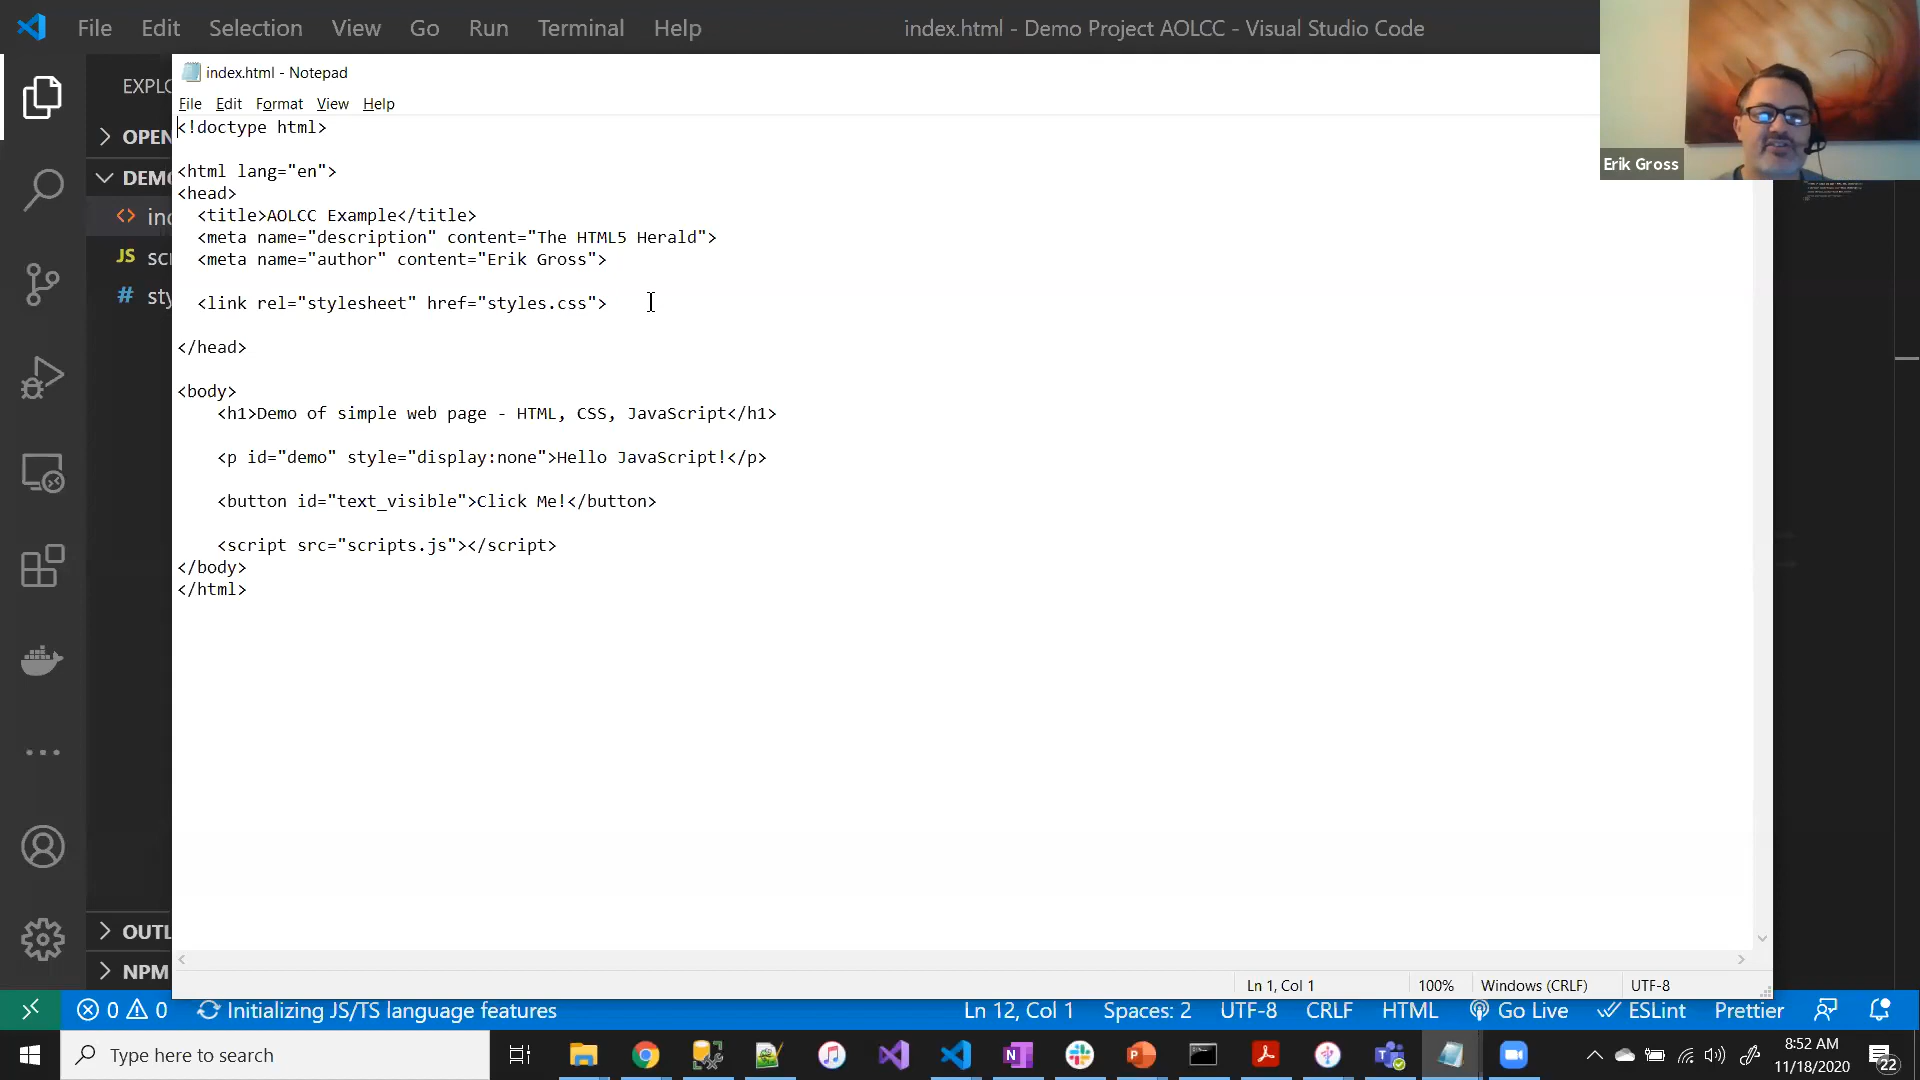 File Edit Selection View Go Run Terminal Help
index.html - Demo Project AOLCC - Visual Studio Code
EXPLO
OPEN
DEMO
JS
#
index.html - Notepad
File Edit Format View Help
<!doctype html>
<html lang="en">
<head>
<title>AOLCC Example</title>
<meta name="description" content="The HTML5 Herald">
<meta name="author" content="Erik Gross">
<link rel="stylesheet" href="styles.css">
</head>
<body>
<h1>Demo of simple web page - HTML, CSS, JavaScript</h1>
<p id="demo" style="display:none">Hello JavaScript!</p>
<button id="text_visible">Click Me!</button>
<script src="scripts.js"></script>
</body>
</html>
Erik Gross
OUTL
NPM
Ln 1, Col 1 100% Windows (CRLF) UTF-8
0 0 Initializing JS/TS language features Ln 12, Col 1 Spaces: 2 UTF-8 CRLF HTML Go Live ESLint Prettier
Type here to search
8:52 AM
11/18/2020
22